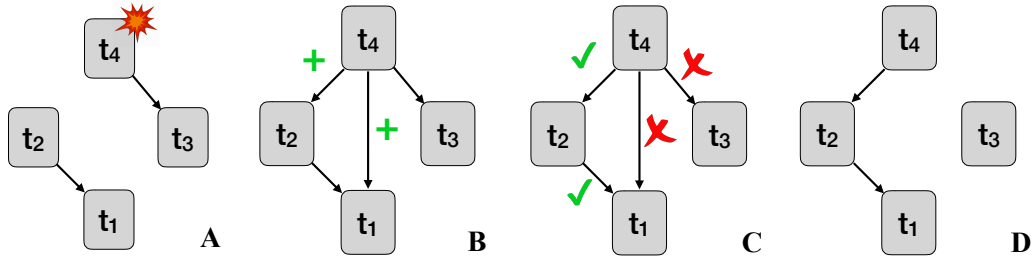 t₄
t₂
t₃
t₁
A
t₄
+
t₂
+
t₃
t₁
B
t₄
t₂
t₃
t₁
C
t₄
t₂
t₃
t₁
D